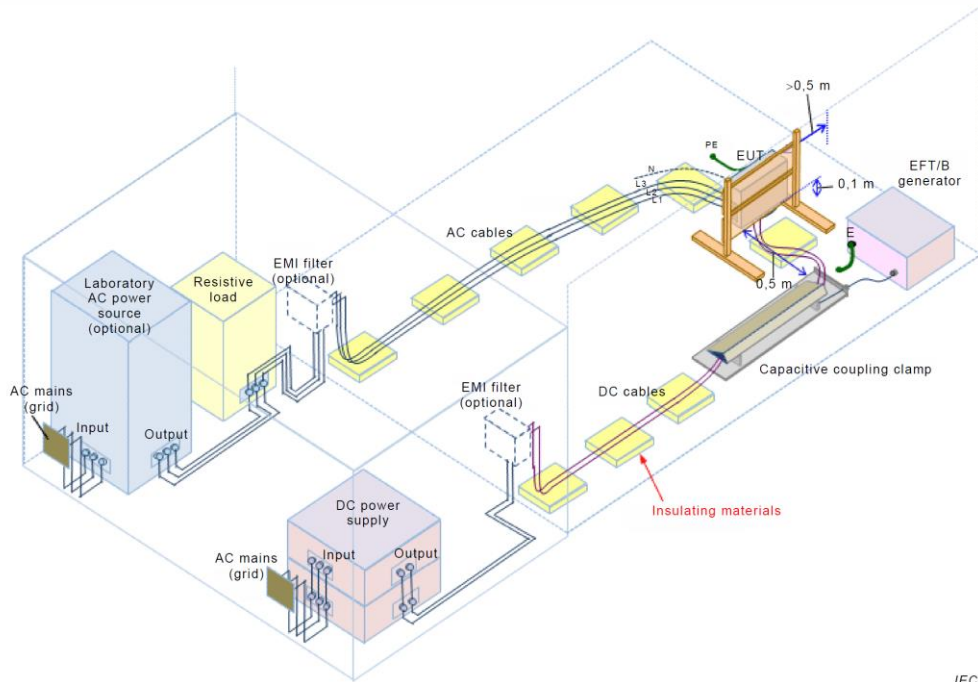 >0,5 m
PE
EUT
EFT/B
generator
N
L3
L2
L1
0,1 m
AC cables
E
EMI filter
(optional)
0,5 m
Laboratory
AC power
source
(optional)
Resistive
load
Capacitive coupling clamp
AC mains
(grid)
EMI filter
(optional)
DC cables
Input
Output
Insulating materials
DC power
supply
AC mains
(grid)
Input
Output
IEC